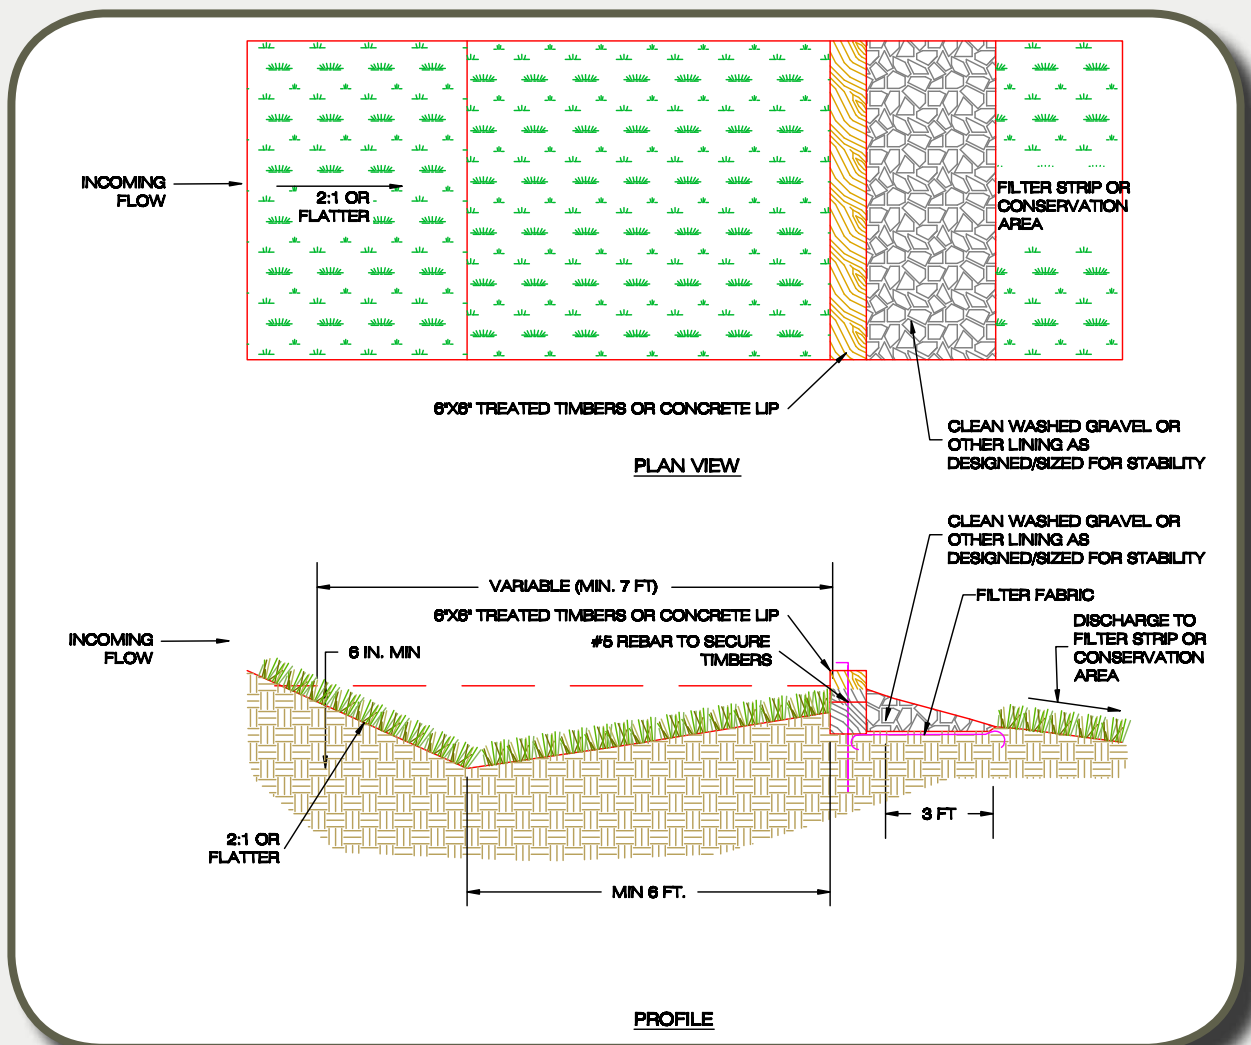 INCOMING
FLOW
2:1 OR
FLATTER
FILTER STRIP OR
CONSERVATION
AREA
6"X6" TREATED TIMBERS OR CONCRETE LIP
CLEAN WASHED GRAVEL OR
OTHER LINING AS
DESIGNED/SIZED FOR STABILITY
PLAN VIEW
CLEAN WASHED GRAVEL OR
OTHER LINING AS
DESIGNED/SIZED FOR STABILITY
VARIABLE (MIN. 7 FT)
FILTER FABRIC
6"X6" TREATED TIMBERS OR CONCRETE LIP
#5 REBAR TO SECURE
TIMBERS
DISCHARGE TO
FILTER STRIP OR
CONSERVATION
AREA
INCOMING
FLOW
6 IN. MIN
2:1 OR
FLATTER
3 FT
MIN 6 FT.
PROFILE